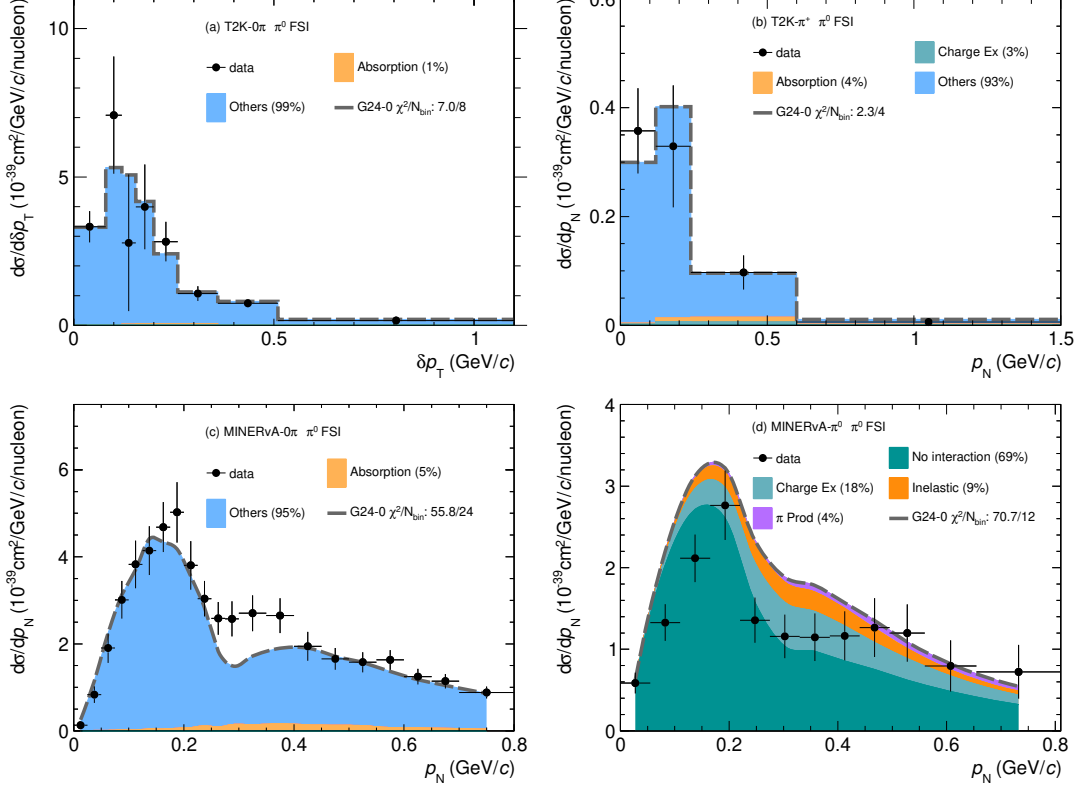 (a) T2K-0π π⁰ FSI
data
Absorption (1%)
Others (99%)
G24-0 χ²/N_bin: 7.0/8
dσ/dδp_T (10⁻³⁹cm²/GeV/c/nucleon)
0
5
10
0
0.5
1
δp_T (GeV/c)
(b) T2K-π⁺ π⁰ FSI
data
Charge Ex (3%)
Absorption (4%)
Others (93%)
G24-0 χ²/N_bin: 2.3/4
dσ/dp_N (10⁻³⁹cm²/GeV/c/nucleon)
0
0.2
0.4
0.6
0
0.5
1
1.5
p_N (GeV/c)
(c) MINERvA-0π π⁰ FSI
data
Absorption (5%)
Others (95%)
G24-0 χ²/N_bin: 55.8/24
dσ/dp_N (10⁻³⁹cm²/GeV/c/nucleon)
0
2
4
6
0
0.2
0.4
0.6
0.8
p_N (GeV/c)
(d) MINERvA-π⁰ π⁰ FSI
data
No interaction (69%)
Charge Ex (18%)
Inelastic (9%)
π Prod (4%)
G24-0 χ²/N_bin: 70.7/12
dσ/dp_N (10⁻³⁹cm²/GeV/c/nucleon)
0
1
2
3
4
0
0.2
0.4
0.6
0.8
p_N (GeV/c)